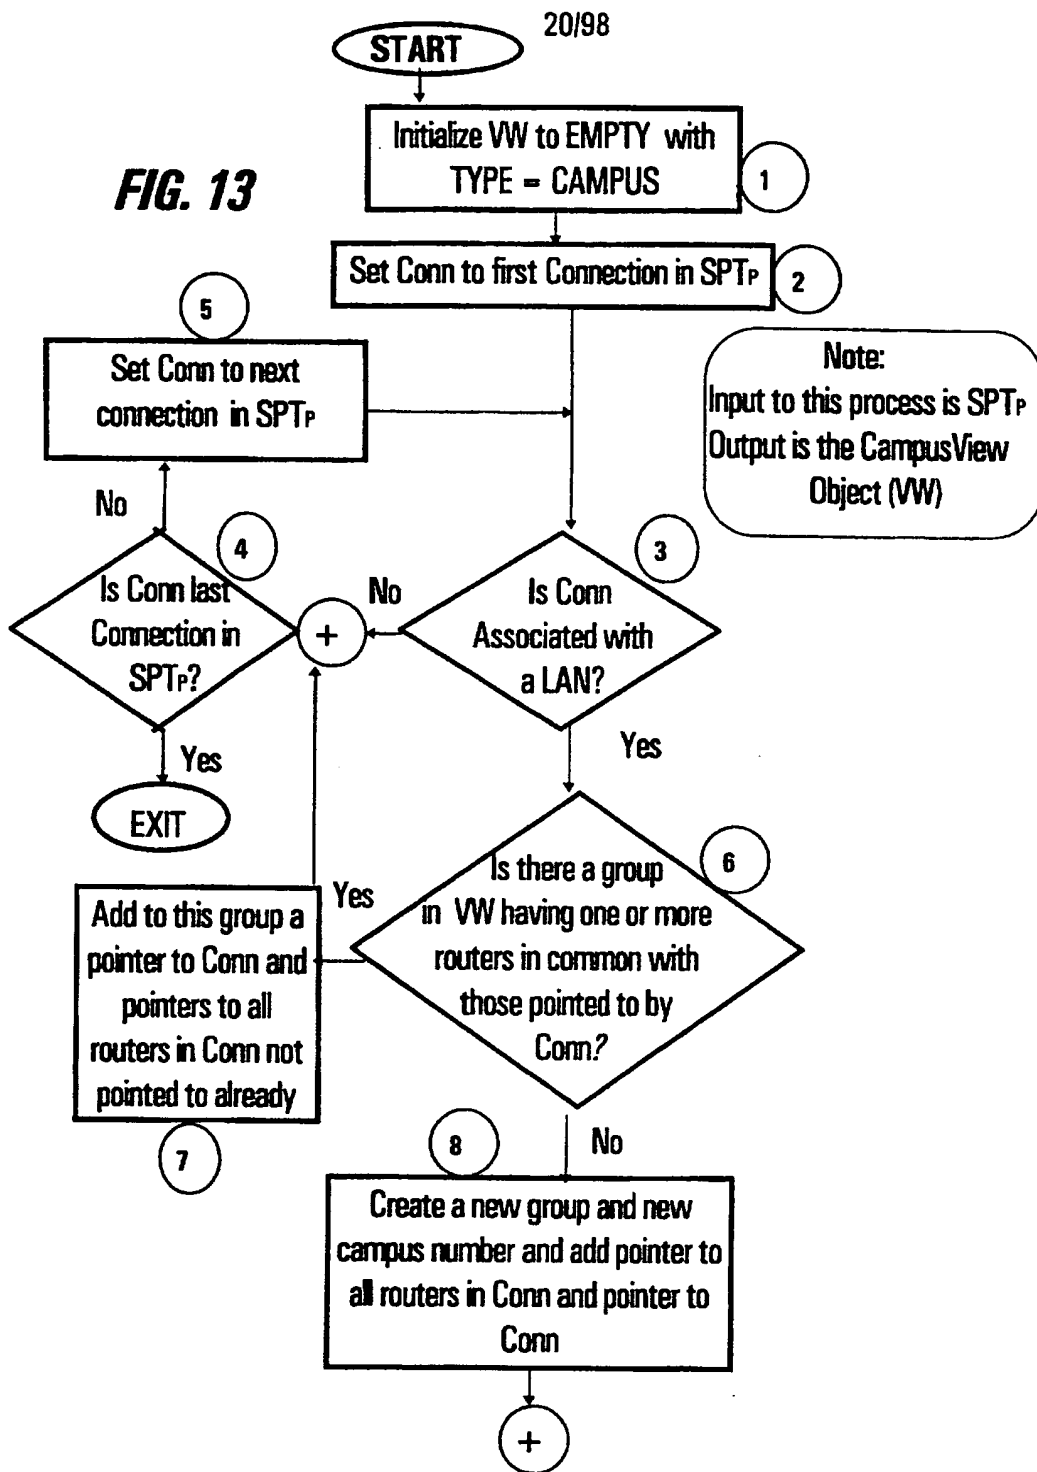 20/98
START
Initialize VW to EMPTY with
TYPE = CAMPUS
1
FIG. 13
Set Conn to first Connection in SPTP
2
5
Set Conn to next
connection in SPTP
Note:
Input to this process is SPTP
Output is the CampusView
Object (VW)
No
4
Is Conn last
Connection in
SPTP?
Yes
EXIT
+
No
3
Is Conn
Associated with
a LAN?
Yes
6
Is there a group
in VW having one or more
routers in common with
those pointed to by
Conn?
Yes
Add to this group a
pointer to Conn and
pointers to all
routers in Conn not
pointed to already
7
No
8
Create a new group and new
campus number and add pointer to
all routers in Conn and pointer to
Conn
+